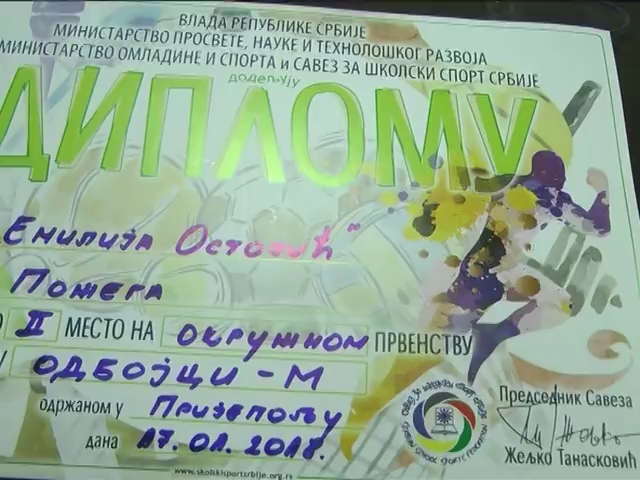 ВЛАДА РЕПУБЛИКЕ СРБИЈЕ
МИНИСТАРСТВО ПРОСВЕТЕ, НАУКЕ И ТЕХНОЛОШКОГ РАЗВОЈА
МИНИСТАРСТВО ОМЛАДИНЕ И СПОРТА и САВЕЗ ЗА ШКОЛСКИ СПОРТ СРБИЈЕ
додељују
ДИПЛОМУ
Емилија Остојић"
Пожега
II МЕСТО НА ОКРУЖНОМ ПРВЕНСТВУ
У ОДБОЈЦИ-М
одржаном у Пријепољу
дана 17.01.2018.
Председник Савеза
Жељко Танасковић
www.skolskisportsrbije.org.rs